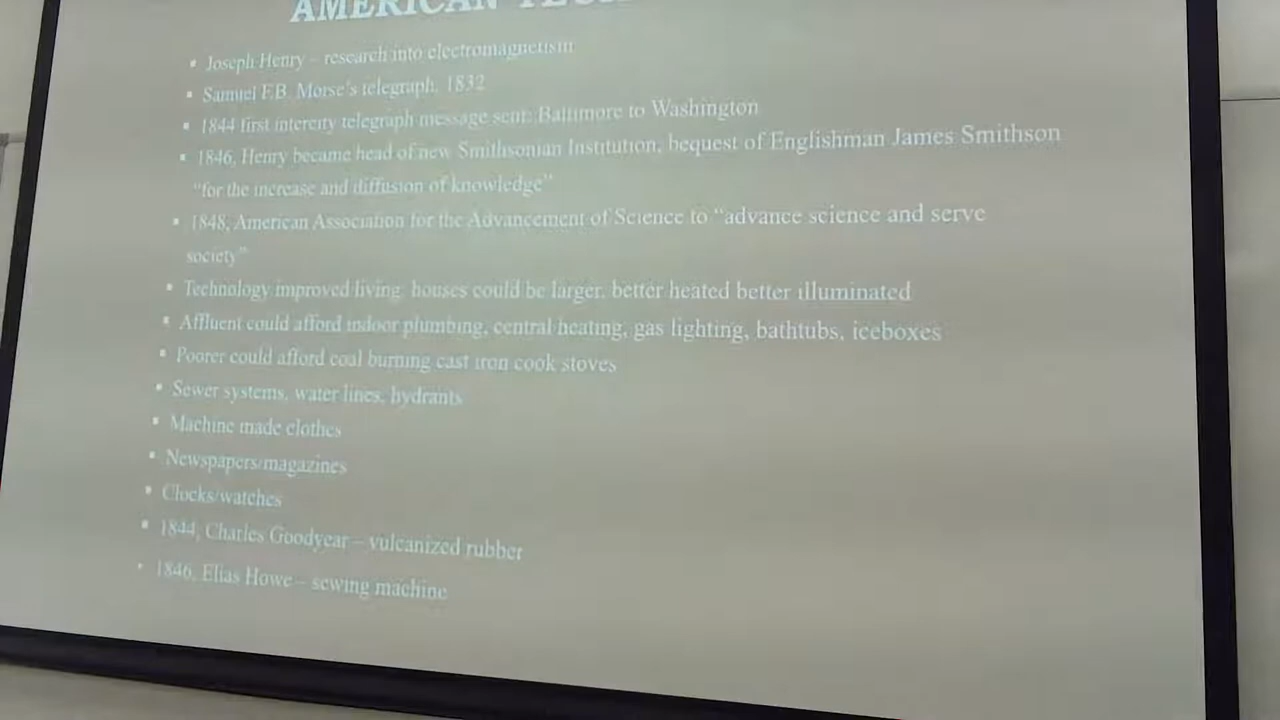 AMERICAN
▪ Joseph Henry – research into electromagnetism
▪ Samuel F.B. Morse's telegraph, 1832
▪ 1844 first intercity telegraph message sent: Baltimore to Washington
▪ 1846, Henry became head of new Smithsonian Institution, bequest of Englishman James Smithson
"for the increase and diffusion of knowledge"
▪ 1848, American Association for the Advancement of Science to "advance science and serve
society"
▪ Technology improved living: houses could be larger, better heated better illuminated
▪ Affluent could afford indoor plumbing, central heating, gas lighting, bathtubs, iceboxes
▪ Poorer could afford coal burning cast iron cook stoves
▪ Sewer systems, water lines, hydrants
▪ Machine made clothes
▪ Newspapers/magazines
▪ Clocks/watches
▪ 1844, Charles Goodyear – vulcanized rubber
▪ 1846, Elias Howe – sewing machine